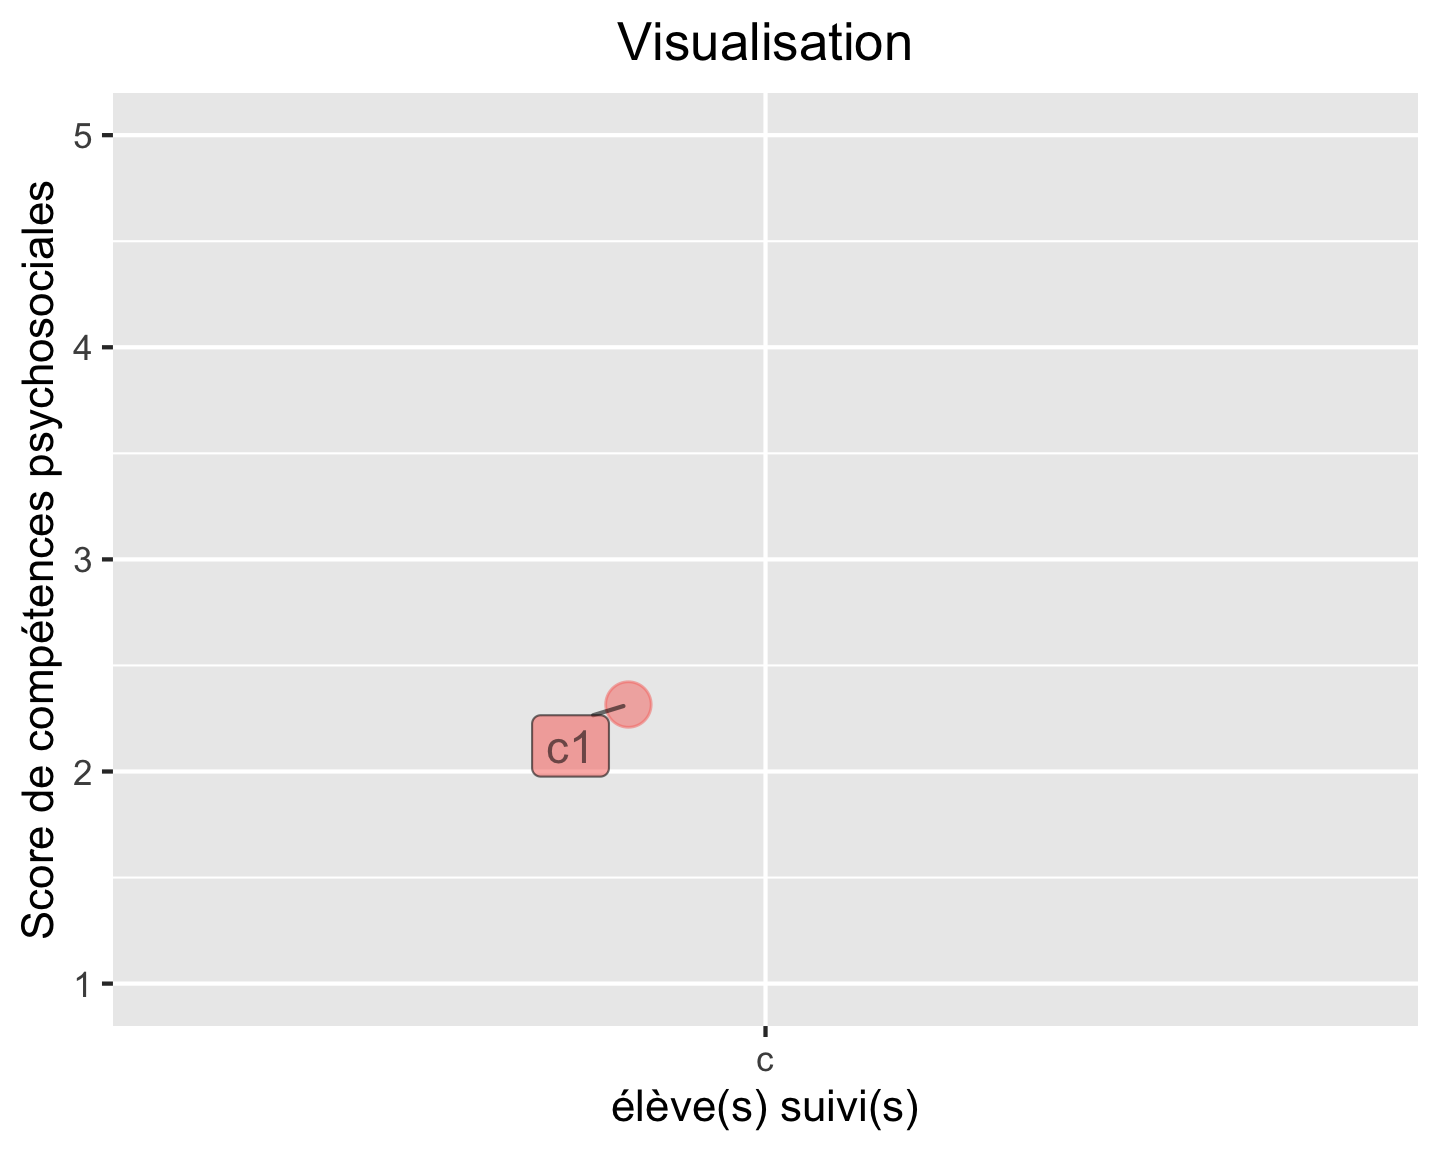 Visualisation
Score de compétences psychosociales
5
4
3
2
1
c1
c
élève(s) suivi(s)